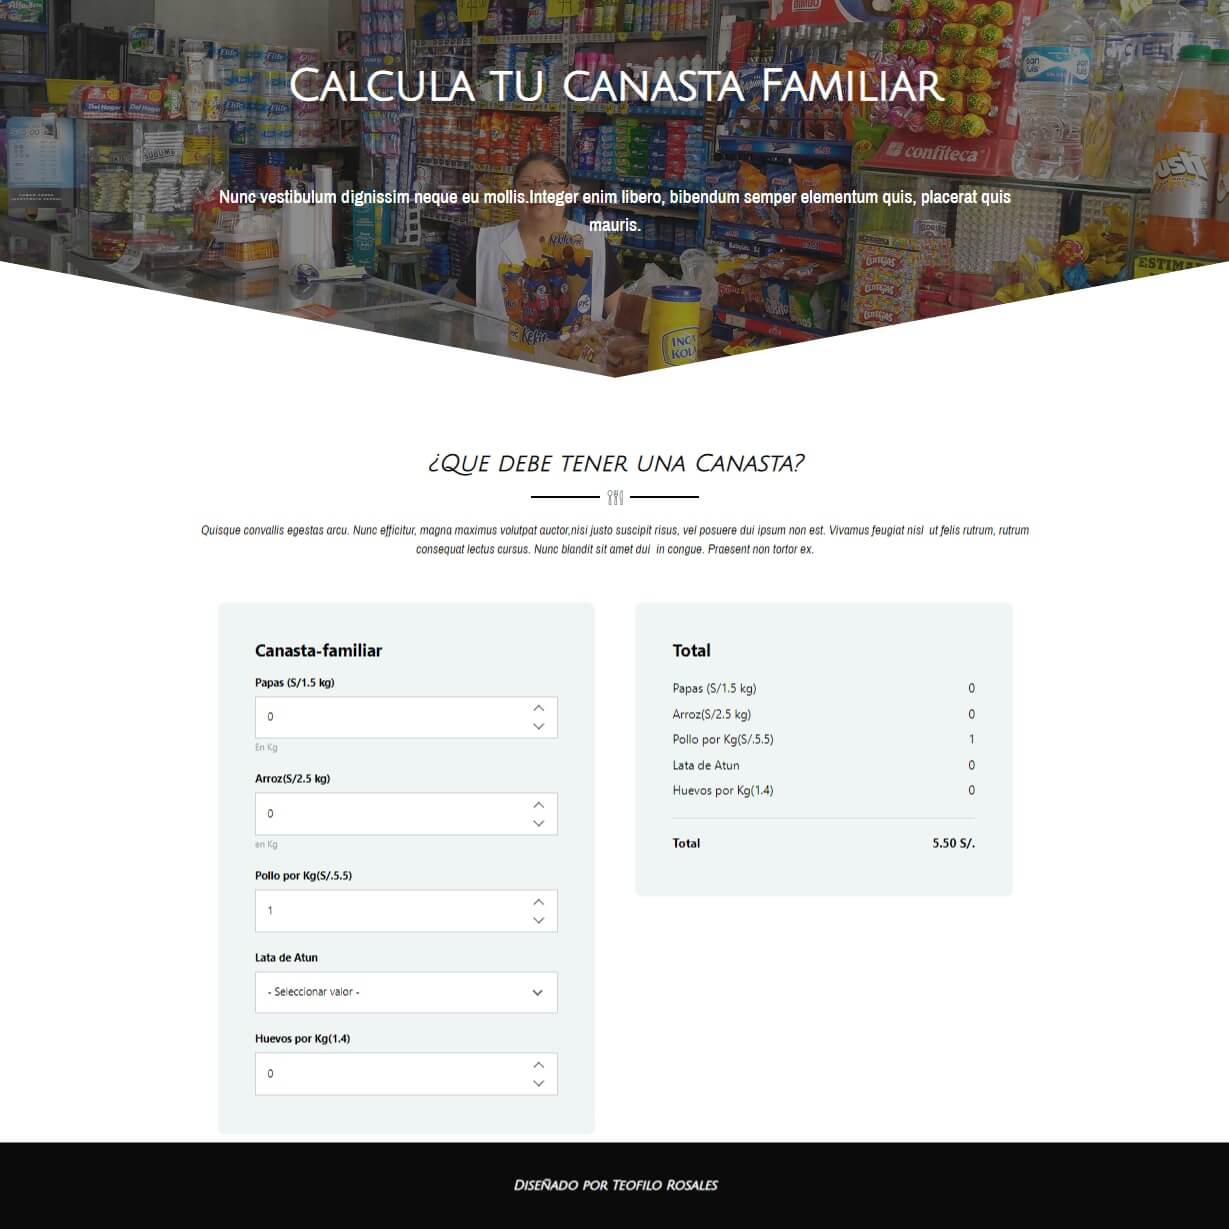 Calcula tu canasta Familiar
Nunc vestibulum dignissim neque eu mollis.Integer enim libero, bibendum semper elementum quis, placerat quis
mauris.
confiteca
INCA
KOLA
¿Que debe tener una Canasta?
Quisque convallis egestas arcu. Nunc efficitur, magna maximus volutpat auctor,nisi justo suscipit risus, vel posuere dui ipsum non est. Vivamus feugiat nisl ut felis rutrum, rutrum
consequat lectus cursus. Nunc blandit sit amet dui in congue. Praesent non tortor ex.
Canasta-familiar
Papas (S/1.5 kg)
0
En Kg
Arroz(S/2.5 kg)
0
en Kg
Pollo por Kg(S/.5.5)
1
Lata de Atun
- Seleccionar valor -
Huevos por Kg(1.4)
0
Total
Papas (S/1.5 kg) 0
Arroz(S/2.5 kg) 0
Pollo por Kg(S/.5.5) 1
Lata de Atun 0
Huevos por Kg(1.4) 0
Total 5.50 S/.
Diseñado por Teofilo Rosales